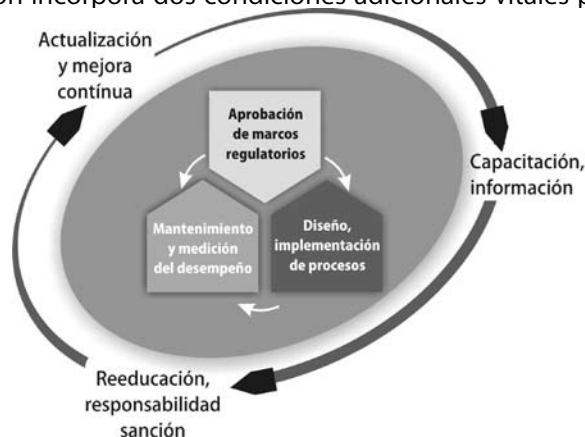 ón incorpora dos condiciones adicionales vitales p
Actualización
y mejora
contínua
Aprobación
de marcos
regulatorios
Capacitación,
información
Mantenimiento
y medición
del desempeño
Diseño,
implementación
de procesos
Reeducación,
responsabilidad
sanción